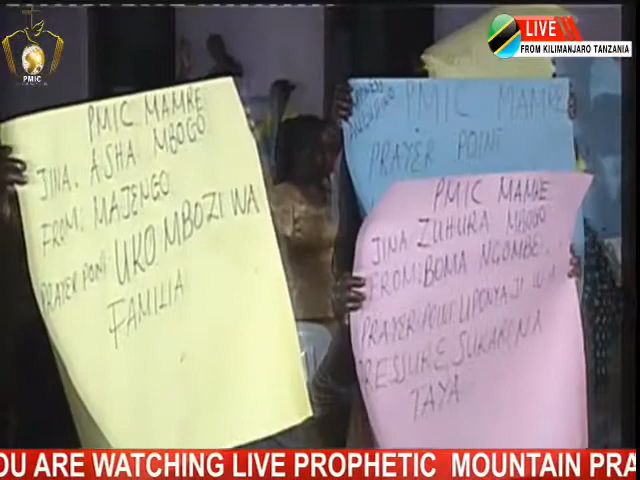 PMIC
LIVE
FROM KILIMANJARO TANZANIA
PMIC MAMRE
JINA. ASHA MBOGO
FROM: MAJENGO
PRAYER POINT: UKOMBOZI WA
FAMILIA
PMIC MAMRE
PRAYER POINT
PMIC MAMRE
JINA ZUHURA MBOGO
FROM: BOMA NGOMBE.
PRAYER: POINT UPONYAJI WA
PRESSURE, SUKARI NA
TAYA
OU ARE WATCHING LIVE PROPHETIC MOUNTAIN PRA